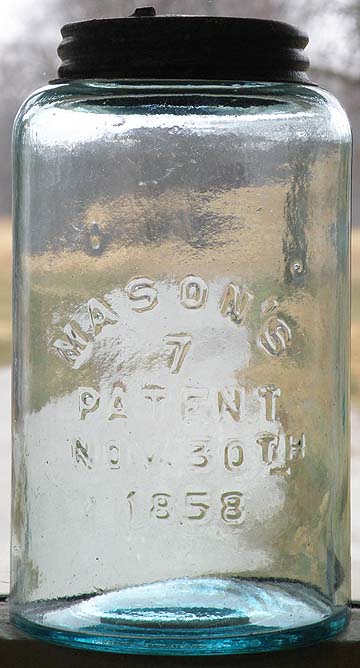 MASON'S
7
PATENT
NOV. 30TH
1858